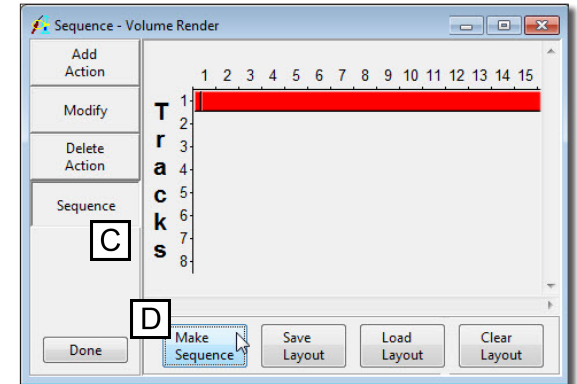 Sequence - Volume Render
Add
Action
Modify
Delete
Action
Sequence
C
Done
1 2 3 4 5 6 7 8 9 10 11 12 13 14 15
Tracks
1
2
3
4
5
6
7
8
D
Make
Sequence
Save
Layout
Load
Layout
Clear
Layout